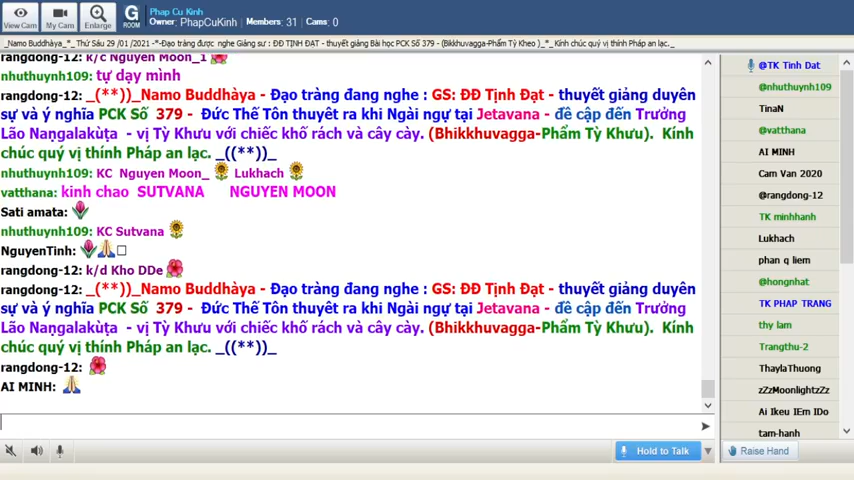 View Cam
My Cam
Enlarge
G
ROOM
Phap Cu Kinh
Owner: PhapCuKinh Members: 31 Cams: 0
_Namo Buddhàya_*_ Thứ Sáu 29 /01 /2021 -*-Đạo tràng được nghe Giảng sư : ĐĐ TỊNH ĐẠT - thuyết giảng Bài học PCK Số 379 - (Bikkhuvagga-Phẩm Tỳ Kheo )_*_ Kính chúc quý vị thính Pháp an lạc._
rangdong-12: k/c Nguyen Moon_1
nhuthuynh109: tự dạy mình
rangdong-12: _(**))_Namo Buddhàya - Đạo tràng đang nghe : GS: ĐĐ Tịnh Đạt - thuyết giảng duyên
sự và ý nghĩa PCK Số 379 - Đức Thế Tôn thuyêt ra khi Ngài ngự tại Jetavana - đề cập đến Trưởng
Lão Naṇgalakùṭa - vị Tỳ Khưu với chiếc khố rách và cây cày. (Bhikkhuvagga-Phẩm Tỳ Khưu). Kính
chúc quý vị thính Pháp an lạc. _((**))_
nhuthuynh109: KC Nguyen Moon_ Lukhach
vatthana: kinh chao SUTVANA NGUYEN MOON
Sati amata:
nhuthuynh109: KC Sutvana
NguyenTinh:
rangdong-12: k/d Kho DDe
rangdong-12: _(**))_Namo Buddhàya - Đạo tràng đang nghe : GS: ĐĐ Tịnh Đạt - thuyết giảng duyên
sự và ý nghĩa PCK Số 379 - Đức Thế Tôn thuyêt ra khi Ngài ngự tại Jetavana - đề cập đến Trưởng
Lão Naṇgalakùṭa - vị Tỳ Khưu với chiếc khố rách và cây cày. (Bhikkhuvagga-Phẩm Tỳ Khưu). Kính
chúc quý vị thính Pháp an lạc. _((**))_
rangdong-12:
AI MINH:
Hold to Talk
@TK Tinh Dat
@nhuthuynh109
TinaN
@vatthana
AI MINH
Cam Van 2020
@rangdong-12
TK minhhanh
Lukhach
phan q liem
@hongnhat
TK PHAP TRANG
thy lam
Trangthu-2
ThaylaThuong
zZzMoonlightzZz
Ai Ikeu IEm IDo
tam-hanh
Raise Hand